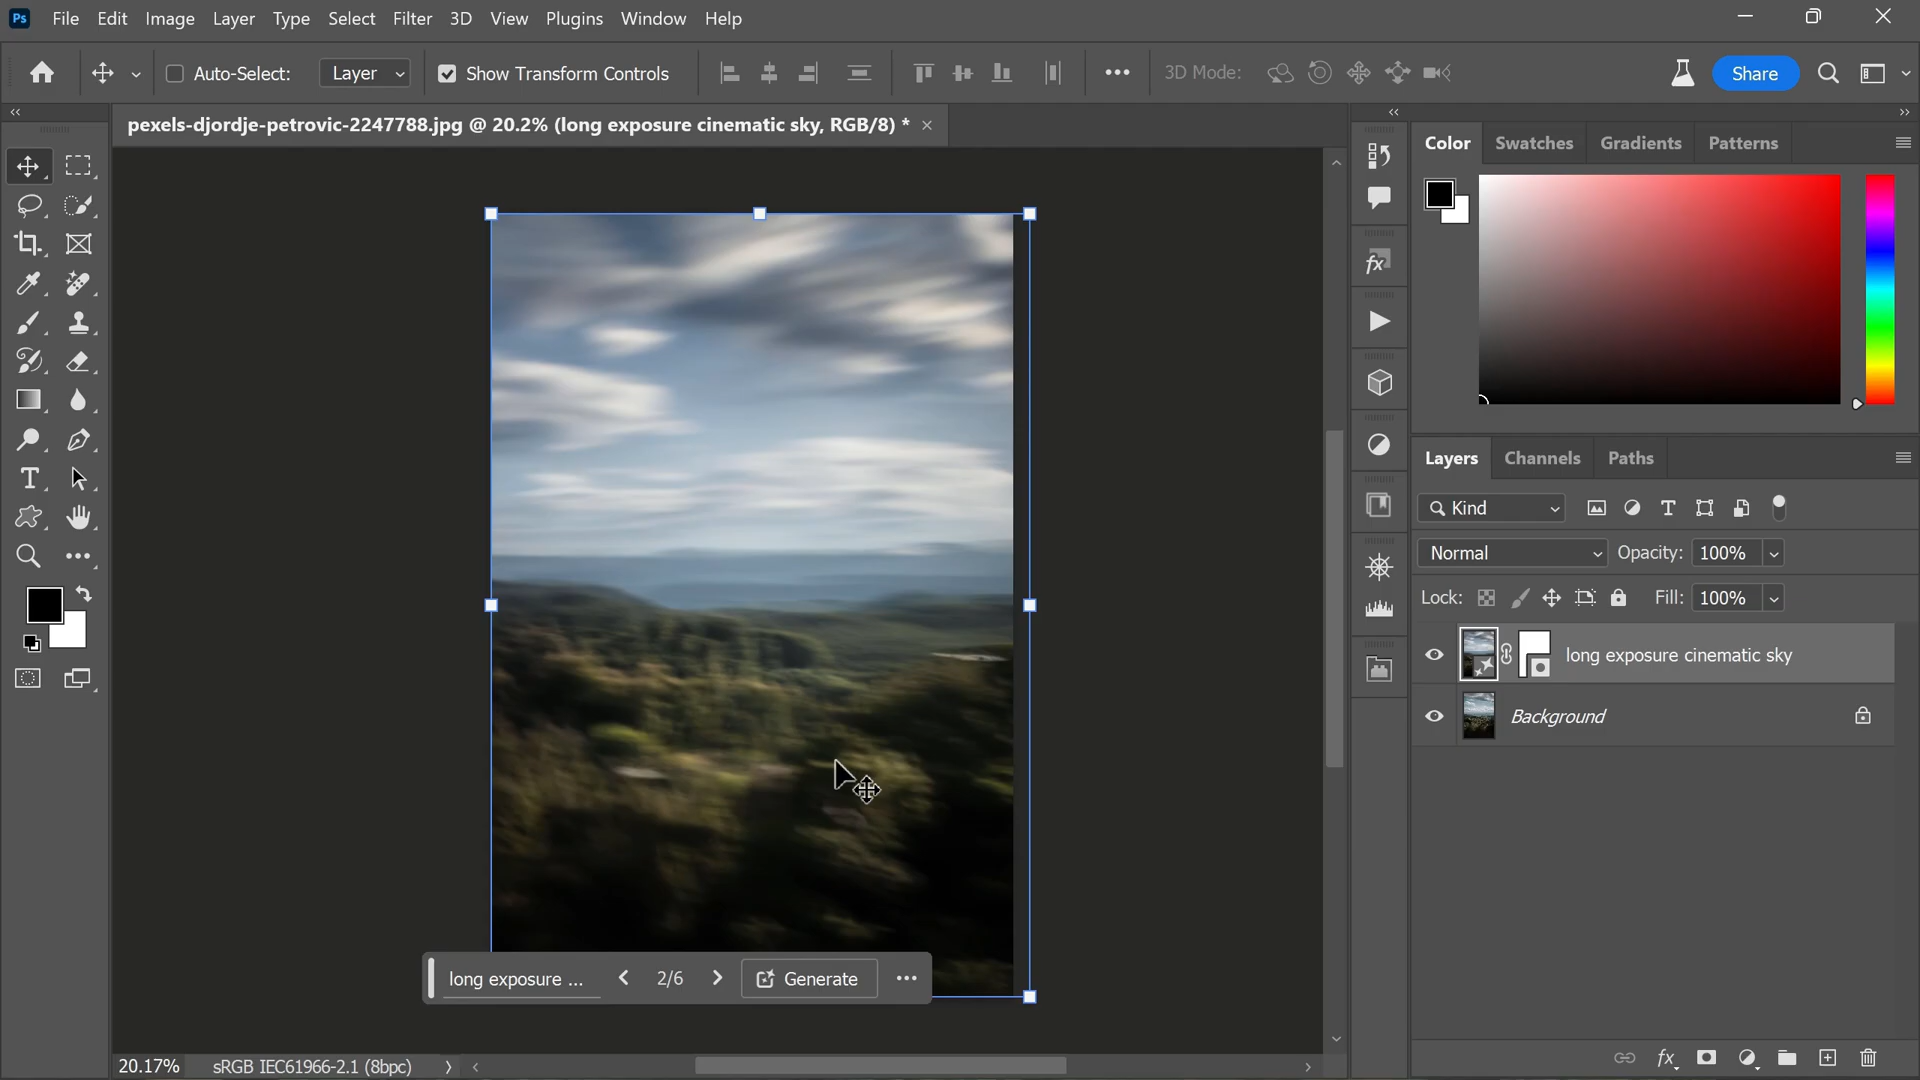 Ps File Edit Image Layer Type Select Filter 3D View Plugins Window Help
Auto-Select: Layer Show Transform Controls 3D Mode: Share
pexels-djordje-petrovic-2247788.jpg @ 20.2% (long exposure cinematic sky, RGB/8) *
Color Swatches Gradients Patterns
Layers Channels Paths
Kind
Normal Opacity: 100%
Lock: Fill: 100%
long exposure cinematic sky
Background
long exposure ... 2/6 Generate
20.17% sRGB IEC61966-2.1 (8bpc)